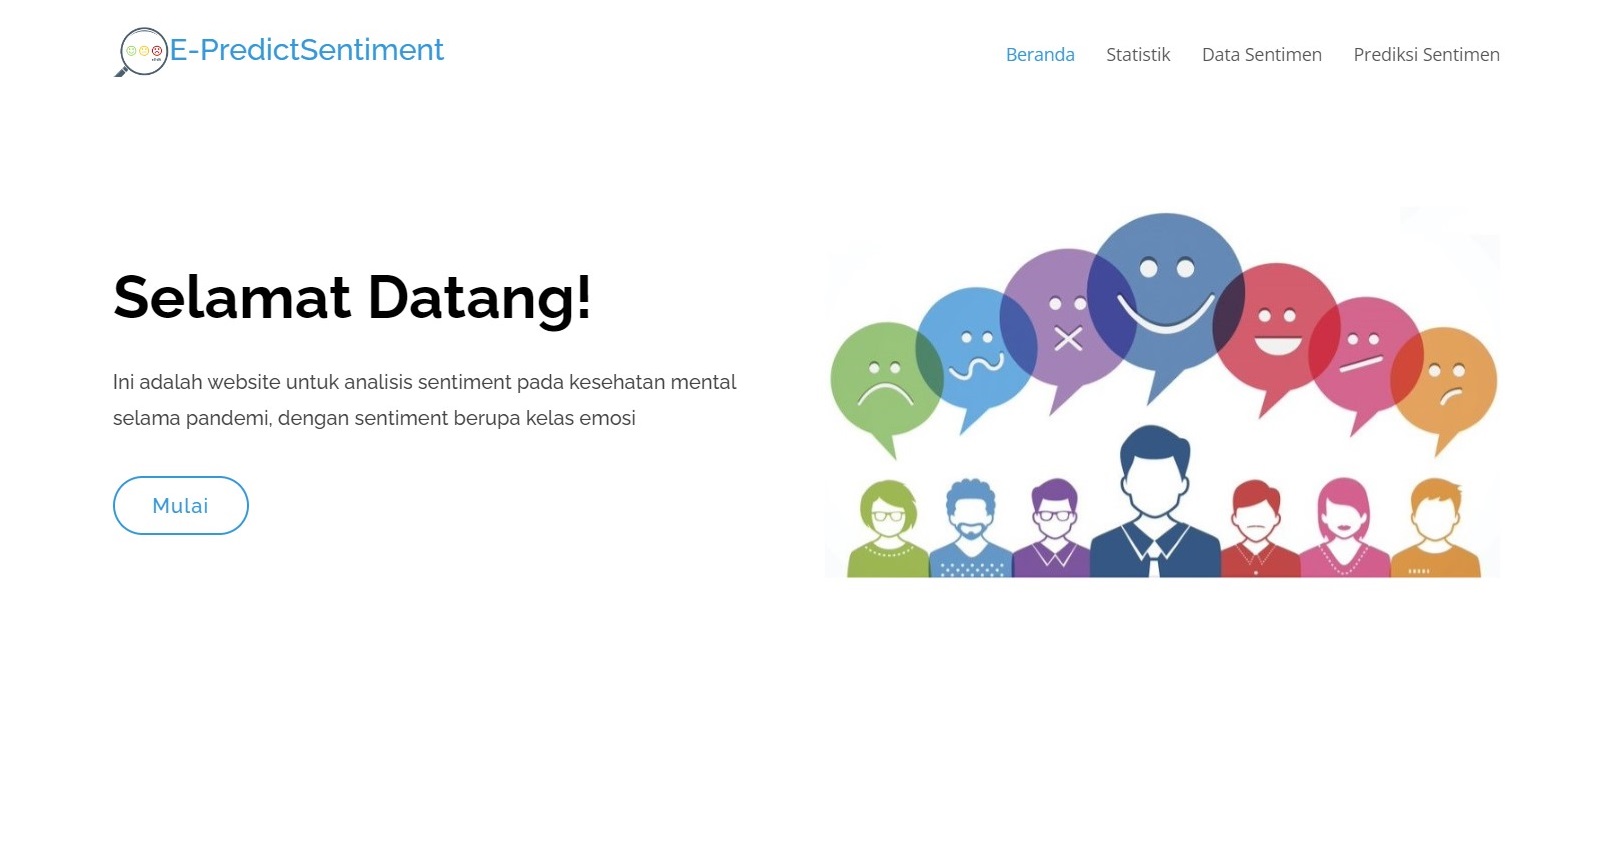 E-PredictSentiment
Beranda Statistik Data Sentimen Prediksi Sentimen
Selamat Datang!
Ini adalah website untuk analisis sentiment pada kesehatan mental
selama pandemi, dengan sentiment berupa kelas emosi
Mulai